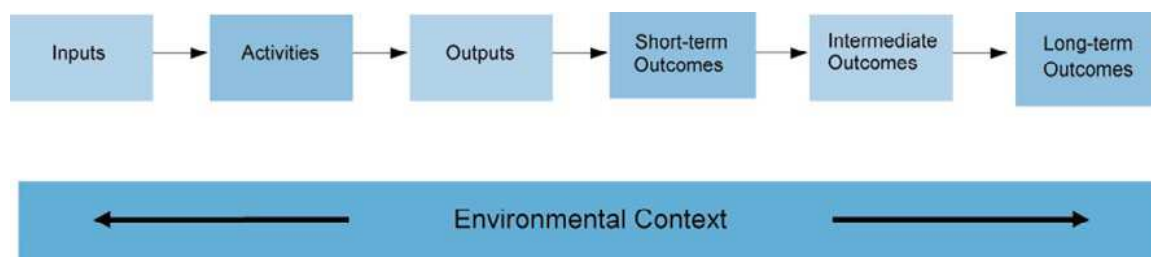 Inputs
Activities
Outputs
Short-term
Outcomes
Intermediate
Outcomes
Long-term
Outcomes
Environmental Context